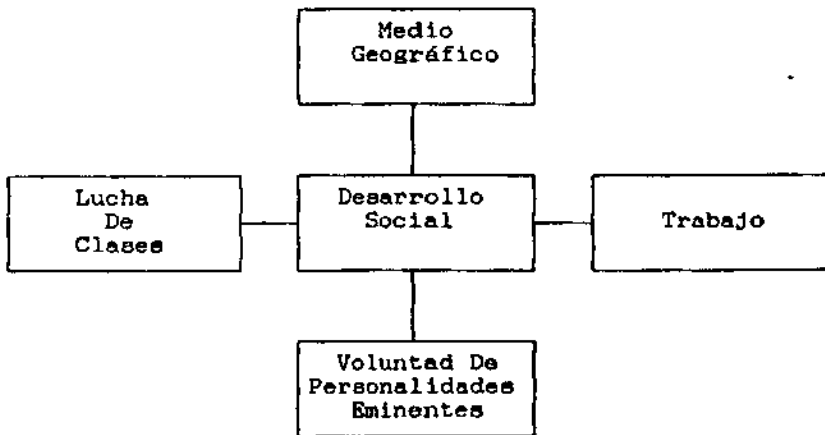 Medio
Geográfico
Lucha
De
Clases
Desarrollo
Social
Trabajo
Voluntad De
Personalidades
Eminentes